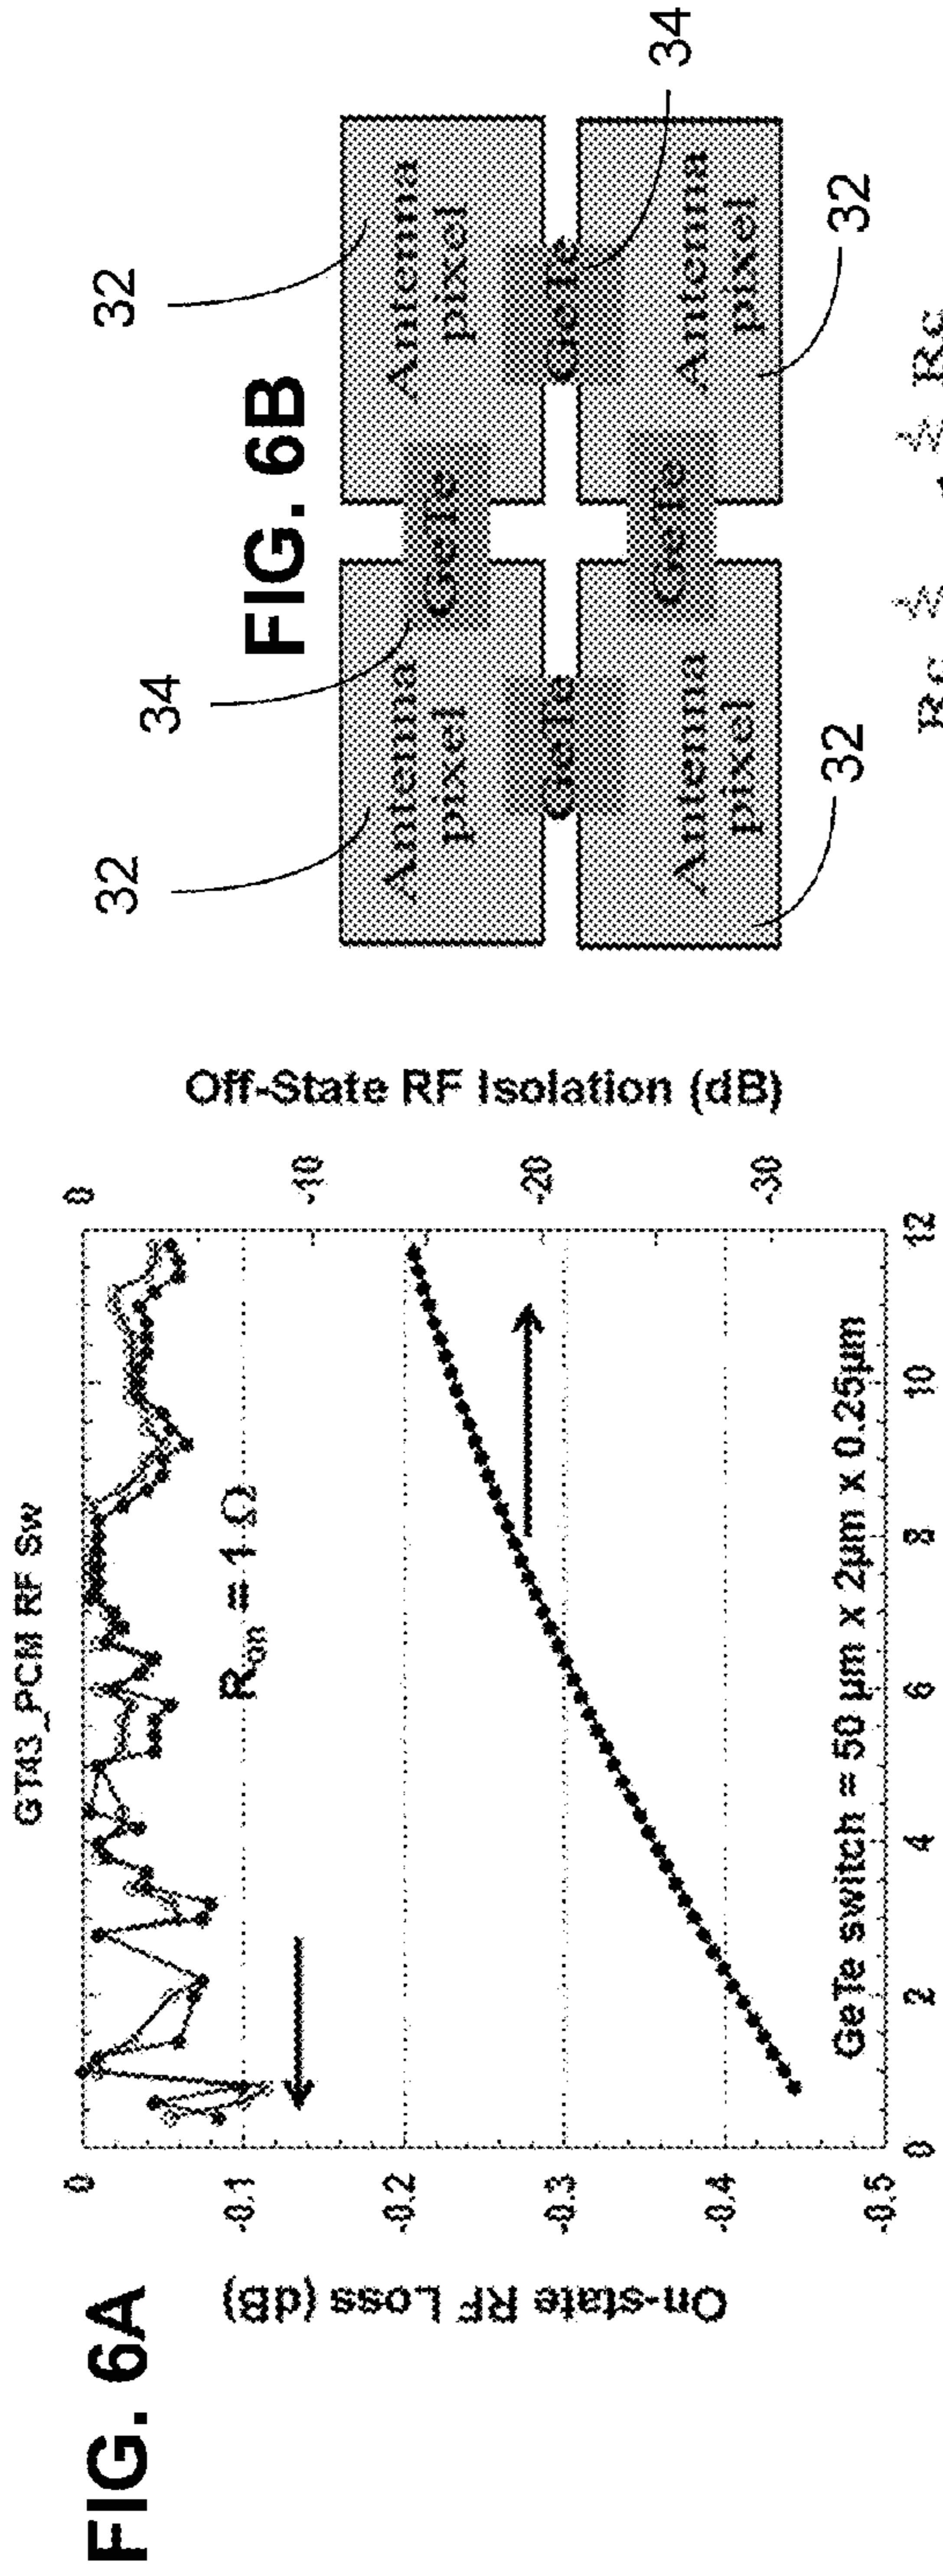 FIG. 6A
GT43_PCM RF Sw
On-state RF Loss (dB)
0
-0.1
-0.2
-0.3
-0.4
-0.5
R_on = 1 Ω
GeTe switch = 50 µm x 2µm x 0.25µm
0 2 4 6 8 10 12
0
-10
-20
-30
Off-State RF Isolation (dB)
FIG. 6B
32
34
32
Antenna pixel
GeTe
Antenna pixel
GeTe
GeTe
34
Antenna pixel
GeTe
Antenna pixel
32
32